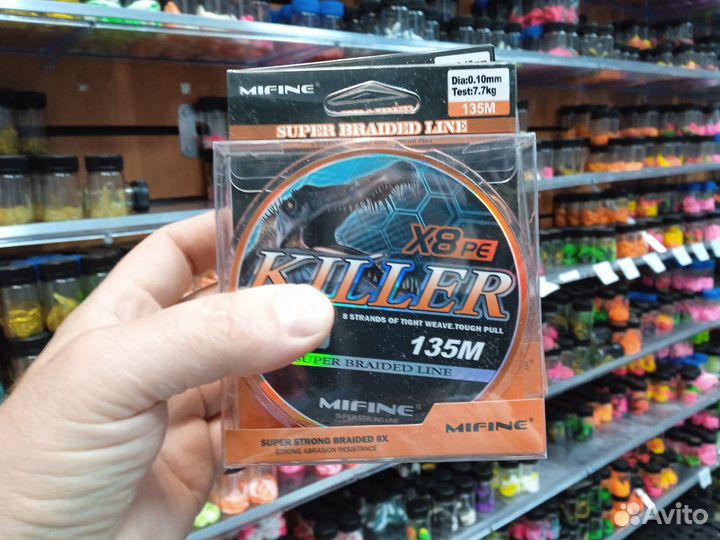 MIFINE®
Dia:0.10mm
Test:7.7kg
135M
SUPER BRAIDED LINE
X8 PE
KILLER
8 STRANDS OF TIGHT WEAVE.TOUGH PULL
135M
SUPER BRAIDED LINE
MIFINE®
SUPER STRONG LINE
MIFINE®
SUPER STRONG BRAIDED 8X
STRONG ABRASION RESISTANCE
Avito